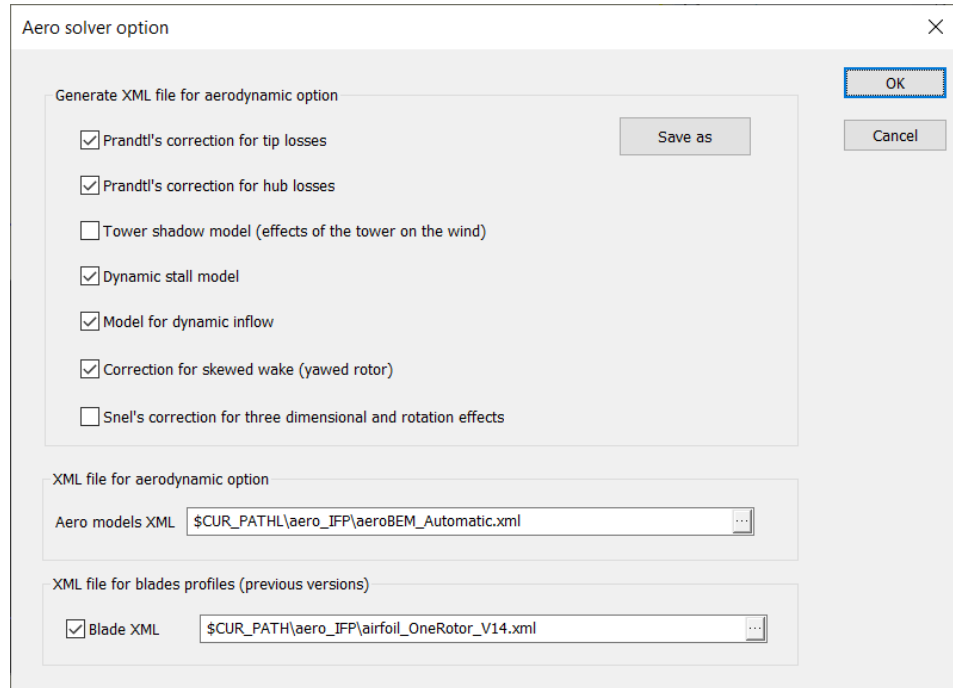 Aero solver option
Generate XML file for aerodynamic option
OK
Prandtl's correction for tip losses
Save as
Cancel
Prandtl's correction for hub losses
Tower shadow model (effects of the tower on the wind)
Dynamic stall model
Model for dynamic inflow
Correction for skewed wake (yawed rotor)
Snel's correction for three dimensional and rotation effects
XML file for aerodynamic option
Aero models XML $CUR_PATHL\aero_IFP\aeroBEM_Automatic.xml ...
XML file for blades profiles (previous versions)
Blade XML $CUR_PATH\aero_IFP\airfoil_OneRotor_V14.xml ...